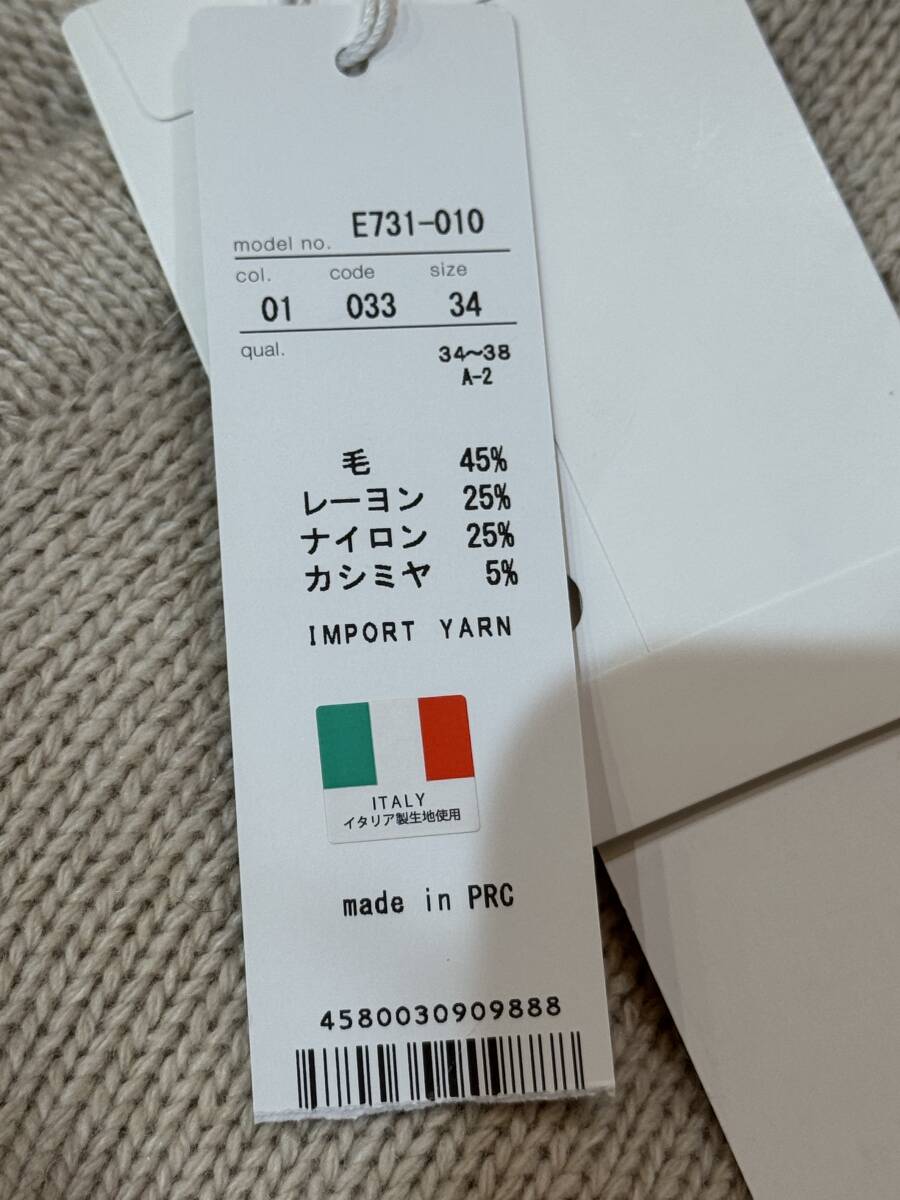 model no. E731-010
col. code size
01 033 34
qual. 34～38
A-2
毛 45%
レーヨン 25%
ナイロン 25%
カシミヤ 5%
IMPORT YARN
ITALY
イタリア製生地使用
made in PRC
4580030909888